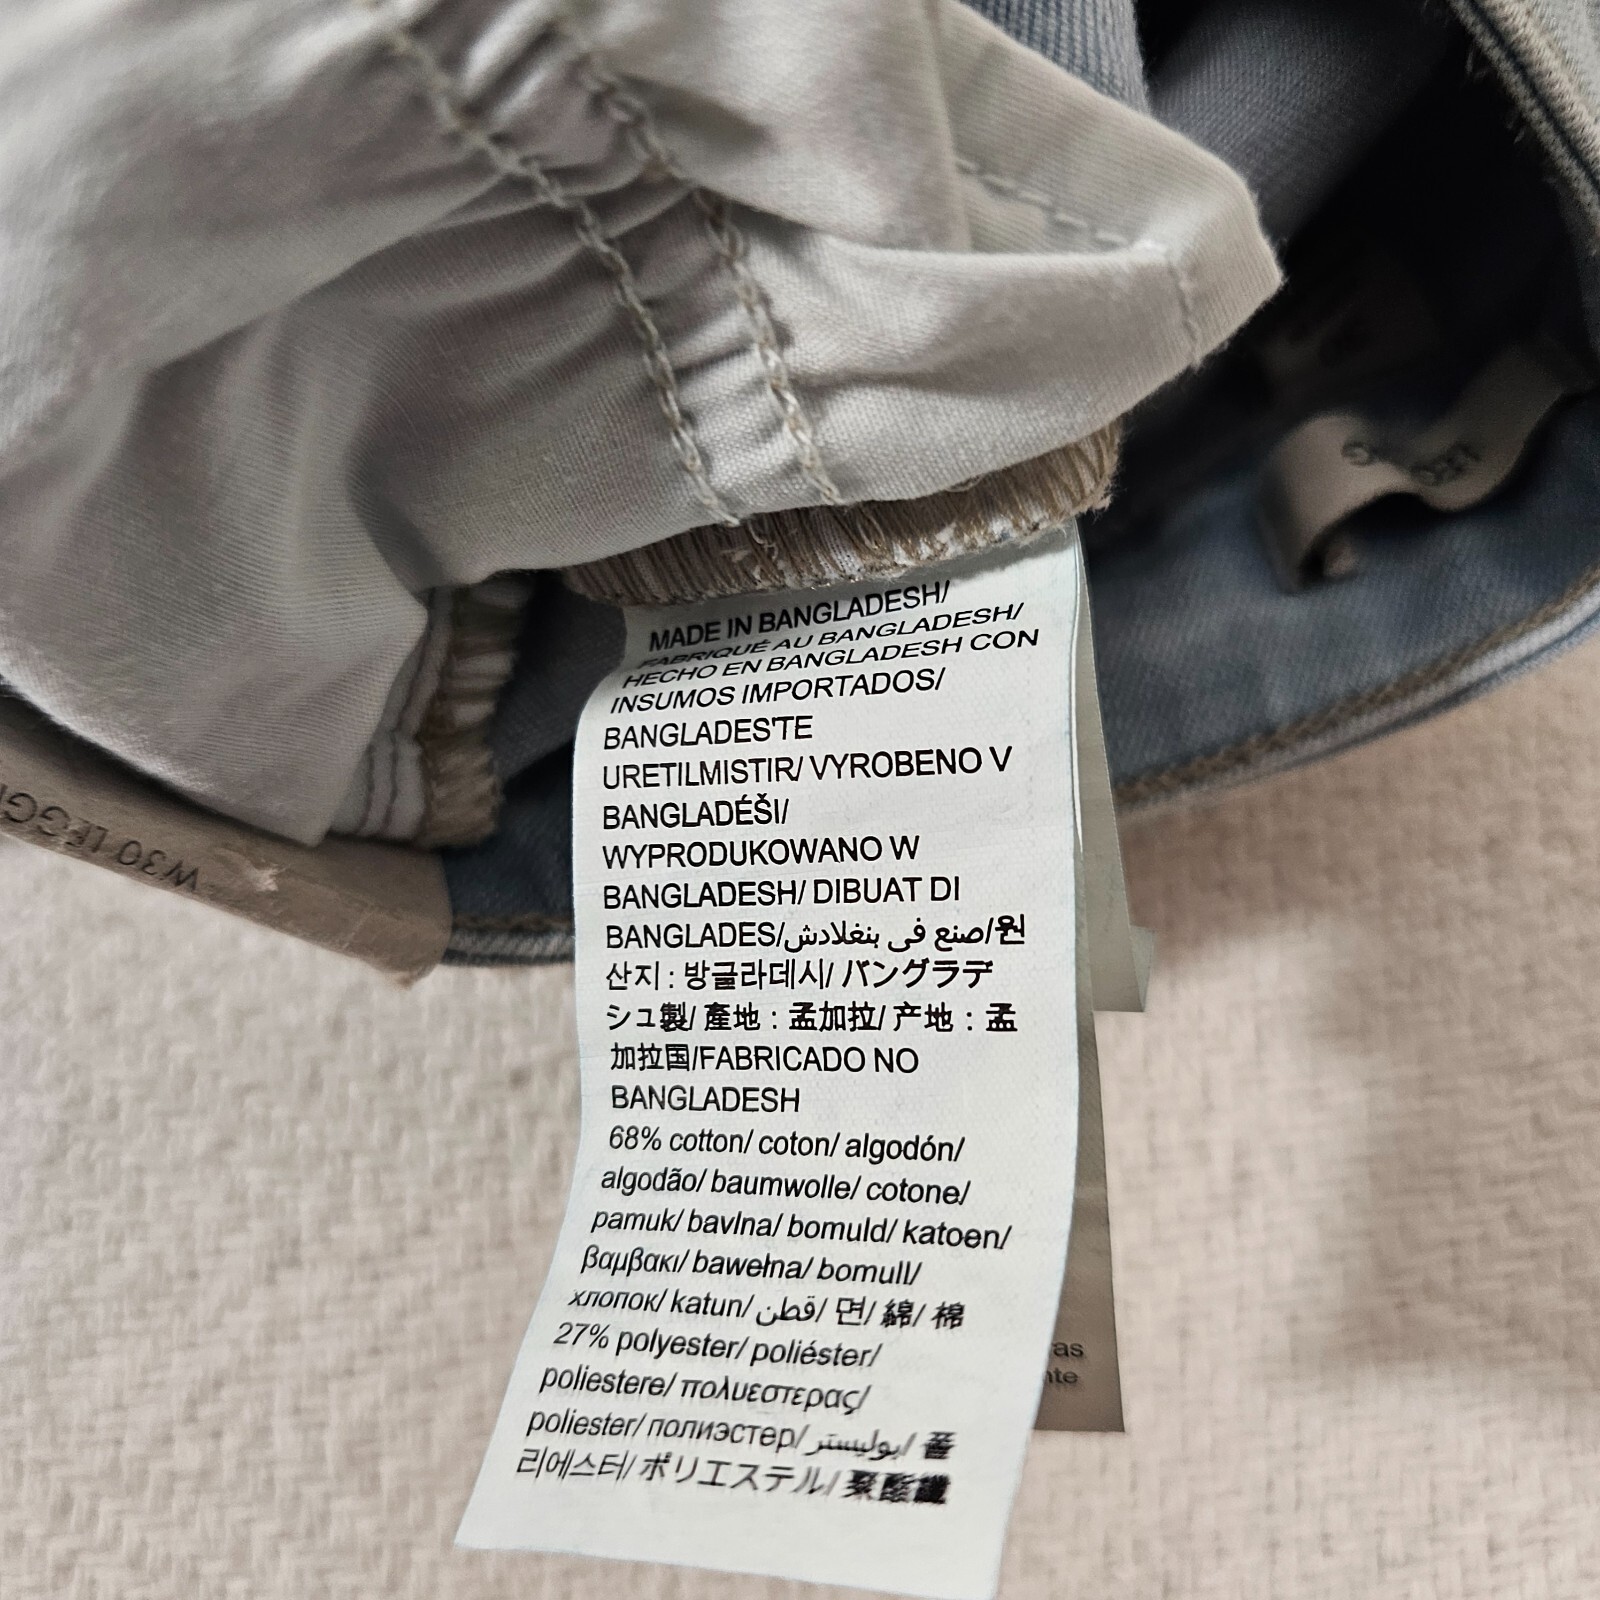 MADE IN BANGLADESH/
FABRIQUÉ AU BANGLADESH/
HECHO EN BANGLADESH CON
INSUMOS IMPORTADOS/
BANGLADES'TE
URETILMISTIR/ VYROBENO V
BANGLADÉŠI/
WYPRODUKOWANO W
BANGLADESH/ DIBUAT DI
BANGLADES/صنع في بنغلادش/원
산지 : 방글라데시/ バングラデ
シュ製/ 產地：孟加拉/ 产地：孟
加拉国/FABRICADO NO
BANGLADESH
68% cotton/ coton/ algodón/
algodão/ baumwolle/ cotone/
pamuk/ bavlna/ bomuld/ katoen/
βαμβακι/ bawełna/ bomull/
хлопок/ katun/ قطن/ 면/ 綿/ 棉
27% polyester/ poliéster/
poliestere/ πολυεστερας/
poliester/ полиэстер/ بوليستر/ 폴
리에스터/ ポリエステル/ 聚酯纖
W30 LEGGI